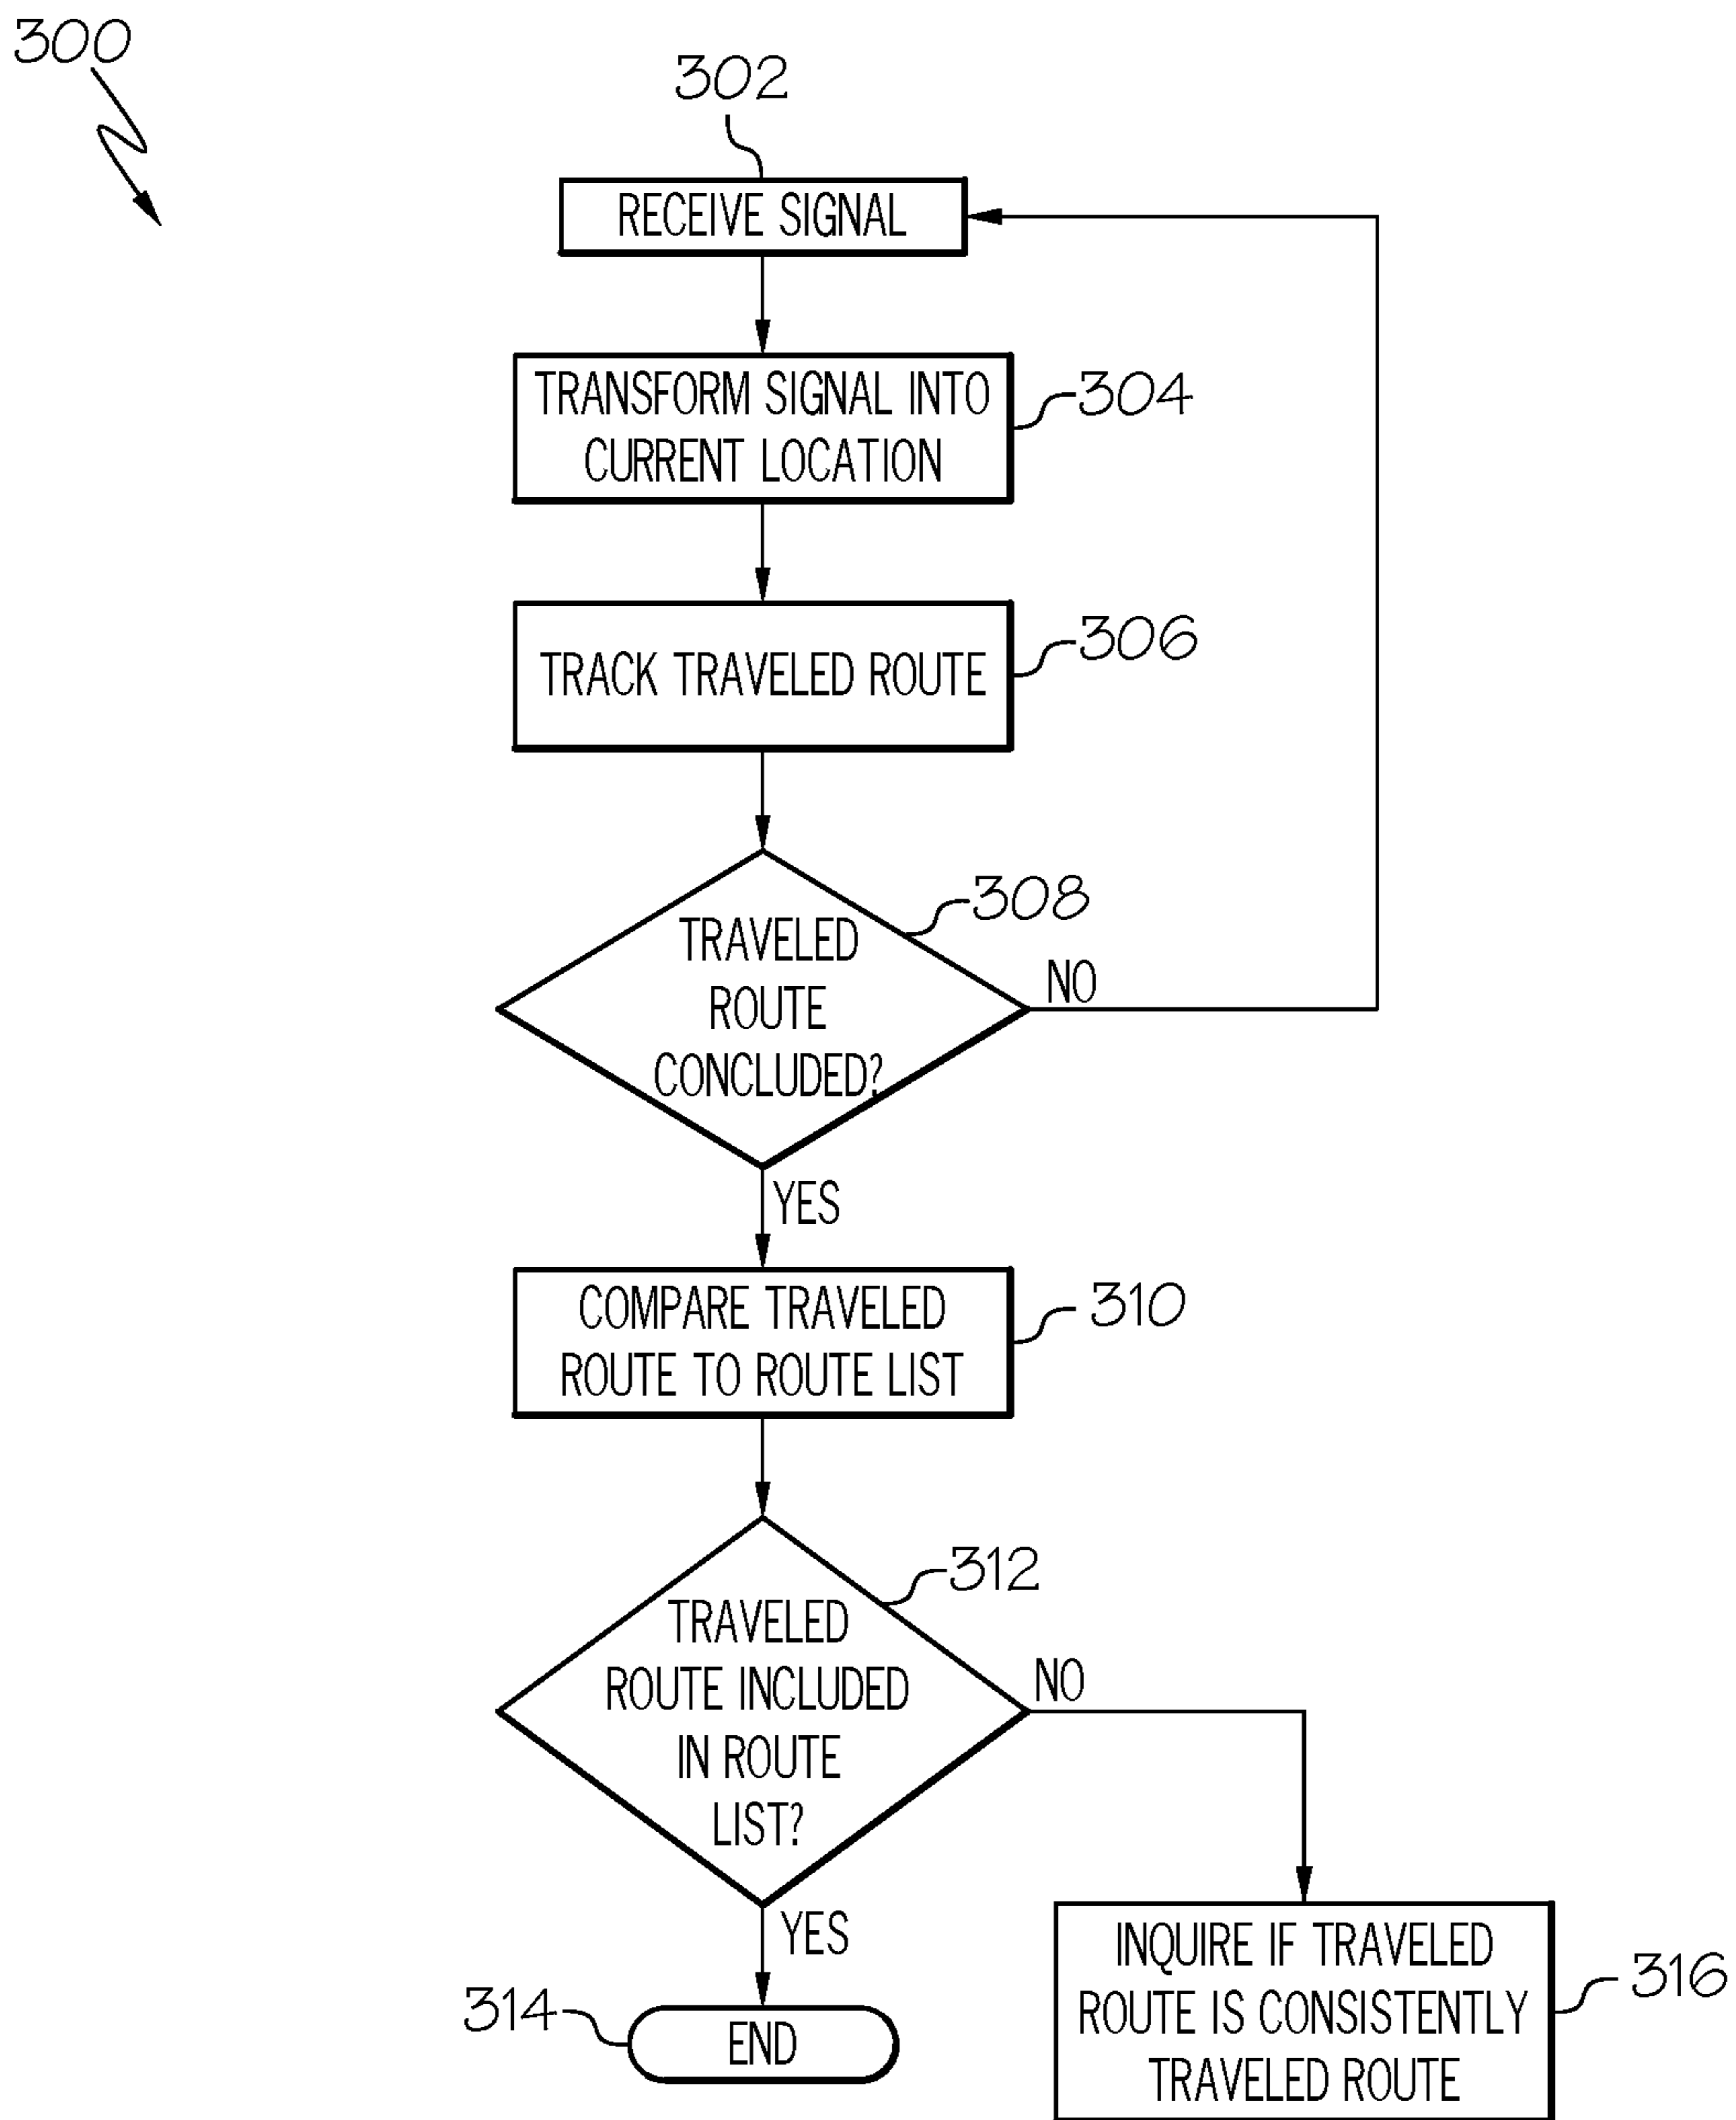 300
302
RECEIVE SIGNAL
TRANSFORM SIGNAL INTO
CURRENT LOCATION
304
TRACK TRAVELED ROUTE
306
308
TRAVELED
ROUTE
CONCLUDED?
NO
YES
COMPARE TRAVELED
ROUTE TO ROUTE LIST
310
312
TRAVELED
ROUTE INCLUDED
IN ROUTE
LIST?
NO
YES
314
END
INQUIRE IF TRAVELED
ROUTE IS CONSISTENTLY
TRAVELED ROUTE
316